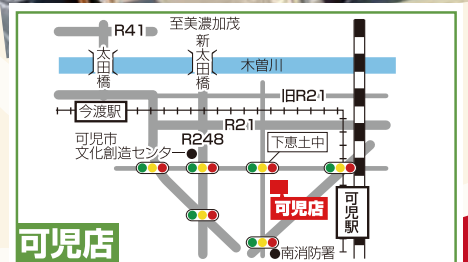 R41
至美濃加茂
太田橋
新太田橋
木曽川
旧R21
今渡駅
R21
可児市
文化創造センター
R248
下恵土中
可児店
可児駅
可児店
南消防署